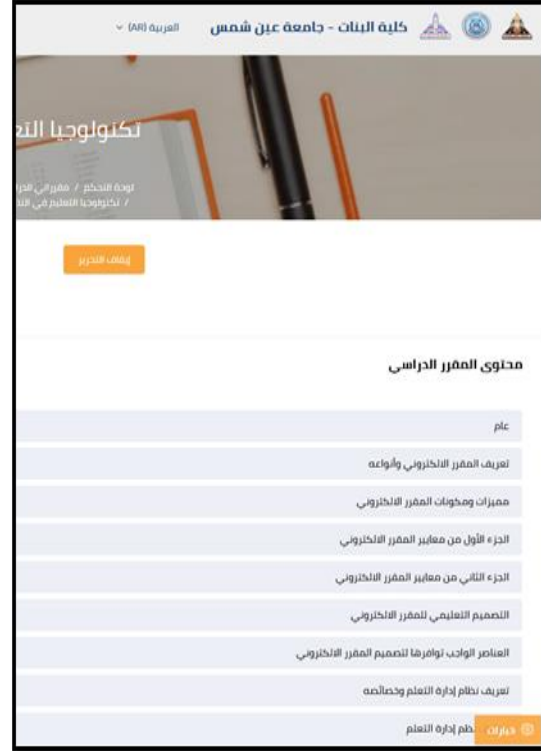 كلية البنات - جامعة عين شمس
العربية (AR)
تكنولوجيا
لوحة التحكم / مقرراتي
/ تكنولوجيا التعليم في
إيقاف التحرير
محتوى المقرر الدراسي
عام
تعريف المقرر الالكتروني وأنواعه
مميزات ومكونات المقرر الالكتروني
الجزء الأول من معايير المقرر الالكتروني
الجزء الثاني من معايير المقرر الالكتروني
التصميم التعليمي للمقرر الالكتروني
العناصر الواجب توافرها لتصميم المقرر الالكتروني
تعريف نظام إدارة التعلم وخصائصه
إدارة التعلم
خيارات